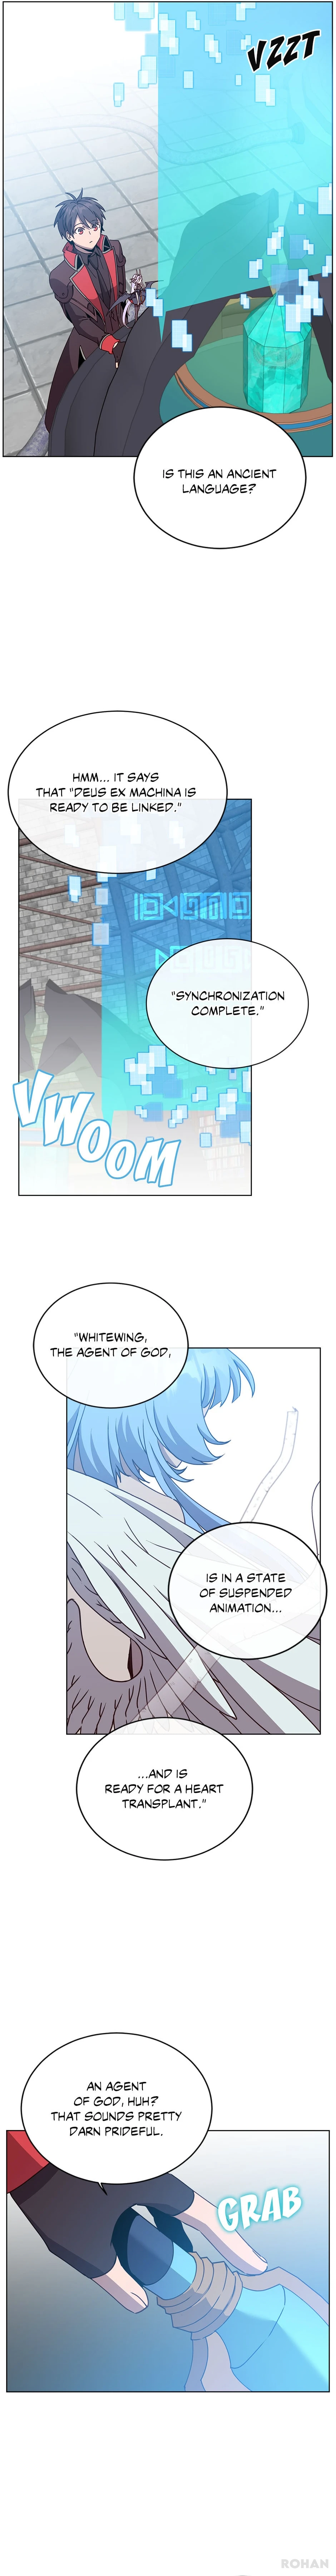 VZZT
IS THIS AN ANCIENT
LANGUAGE?
HMM... IT SAYS
THAT "DEUS EX MACHINA IS
READY TO BE LINKED."
"SYNCHRONIZATION
COMPLETE."
VWOOM
"WHITEWING,
THE AGENT OF GOD,
IS IN A STATE
OF SUSPENDED
ANIMATION...
...AND IS
READY FOR A HEART
TRANSPLANT."
AN AGENT
OF GOD, HUH?
THAT SOUNDS PRETTY
DARN PRIDEFUL.
GRAB
ROHAN